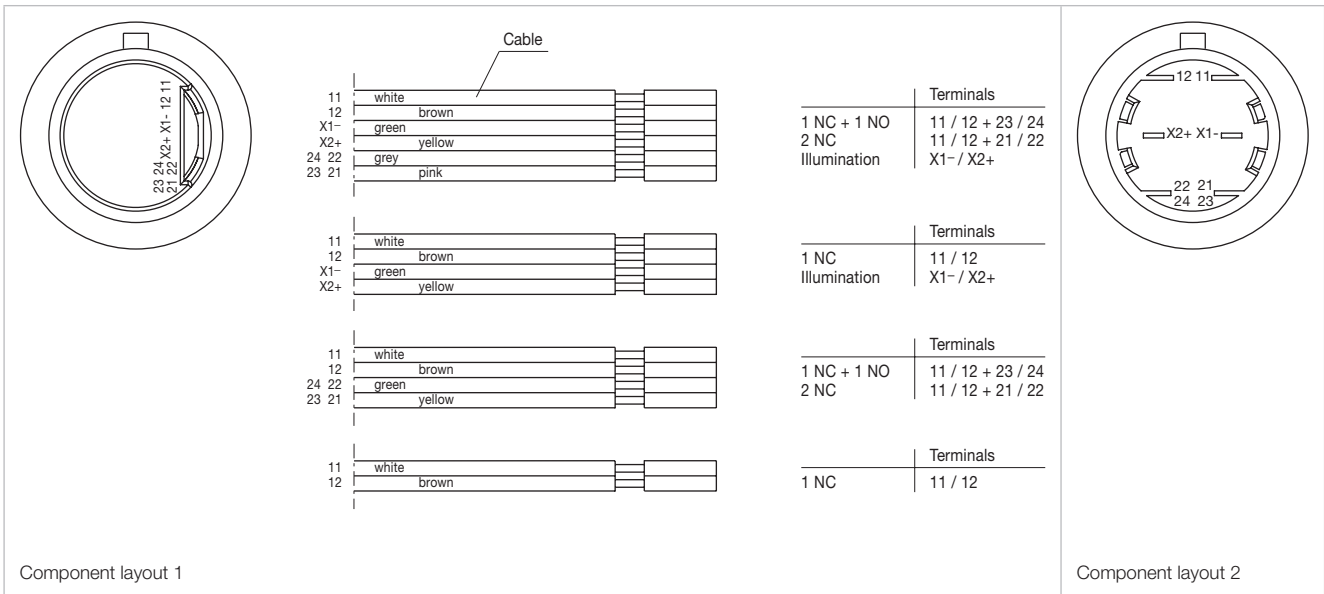 Cable
23 24 X2+ X1- 12 11
21 22
11 white
12 brown
X1– green
X2+ yellow
24 22 grey
23 21 pink
Terminals
1 NC + 1 NO 11 / 12 + 23 / 24
2 NC 11 / 12 + 21 / 22
Illumination X1– / X2+
11 white
12 brown
X1– green
X2+ yellow
Terminals
1 NC 11 / 12
Illumination X1– / X2+
11 white
12 brown
24 22 green
23 21 yellow
Terminals
1 NC + 1 NO 11 / 12 + 23 / 24
2 NC 11 / 12 + 21 / 22
11 white
12 brown
Terminals
1 NC 11 / 12
Component layout 1
12 11
X2+ X1-
22 21
24 23
Component layout 2